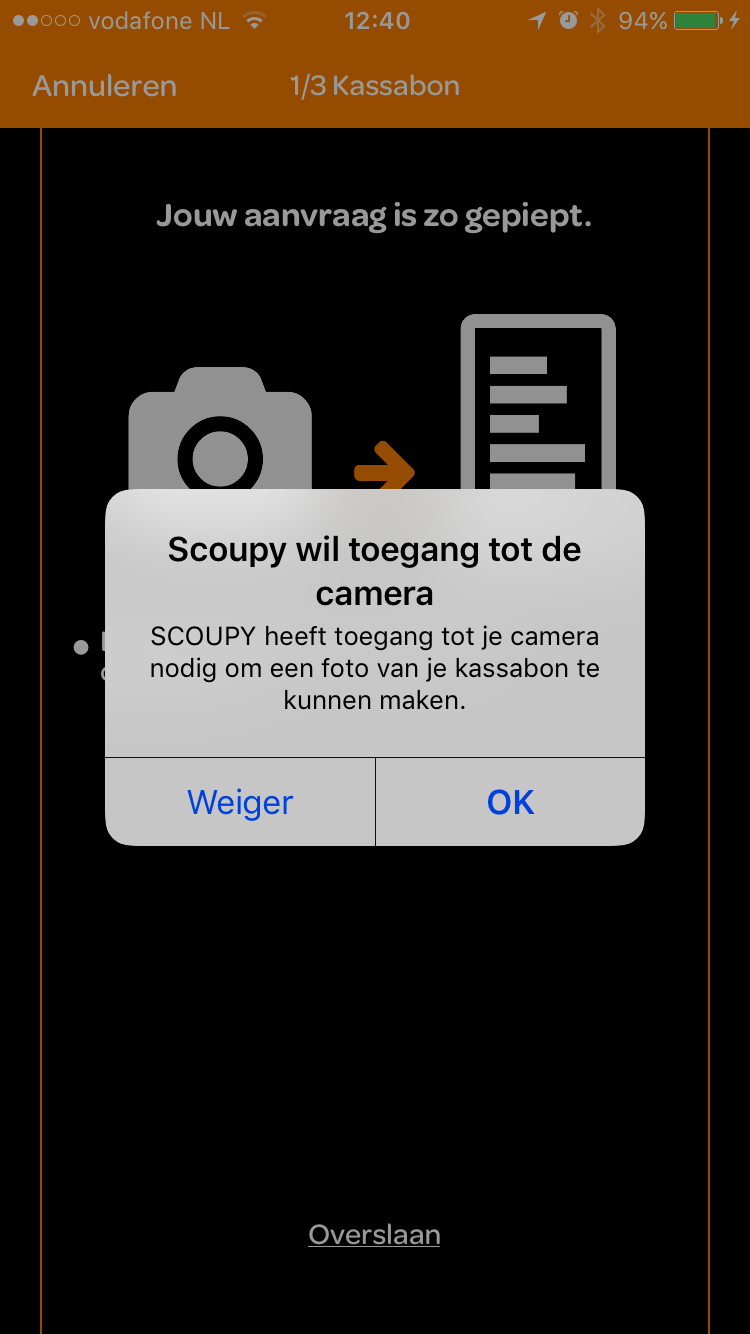 vodafone NL 12:40 94%
Annuleren 1/3 Kassabon
Jouw aanvraag is zo gepiept.
Scoupy wil toegang tot de
camera
SCOUPY heeft toegang tot je camera
nodig om een foto van je kassabon te
kunnen maken.
Weiger OK
Overslaan